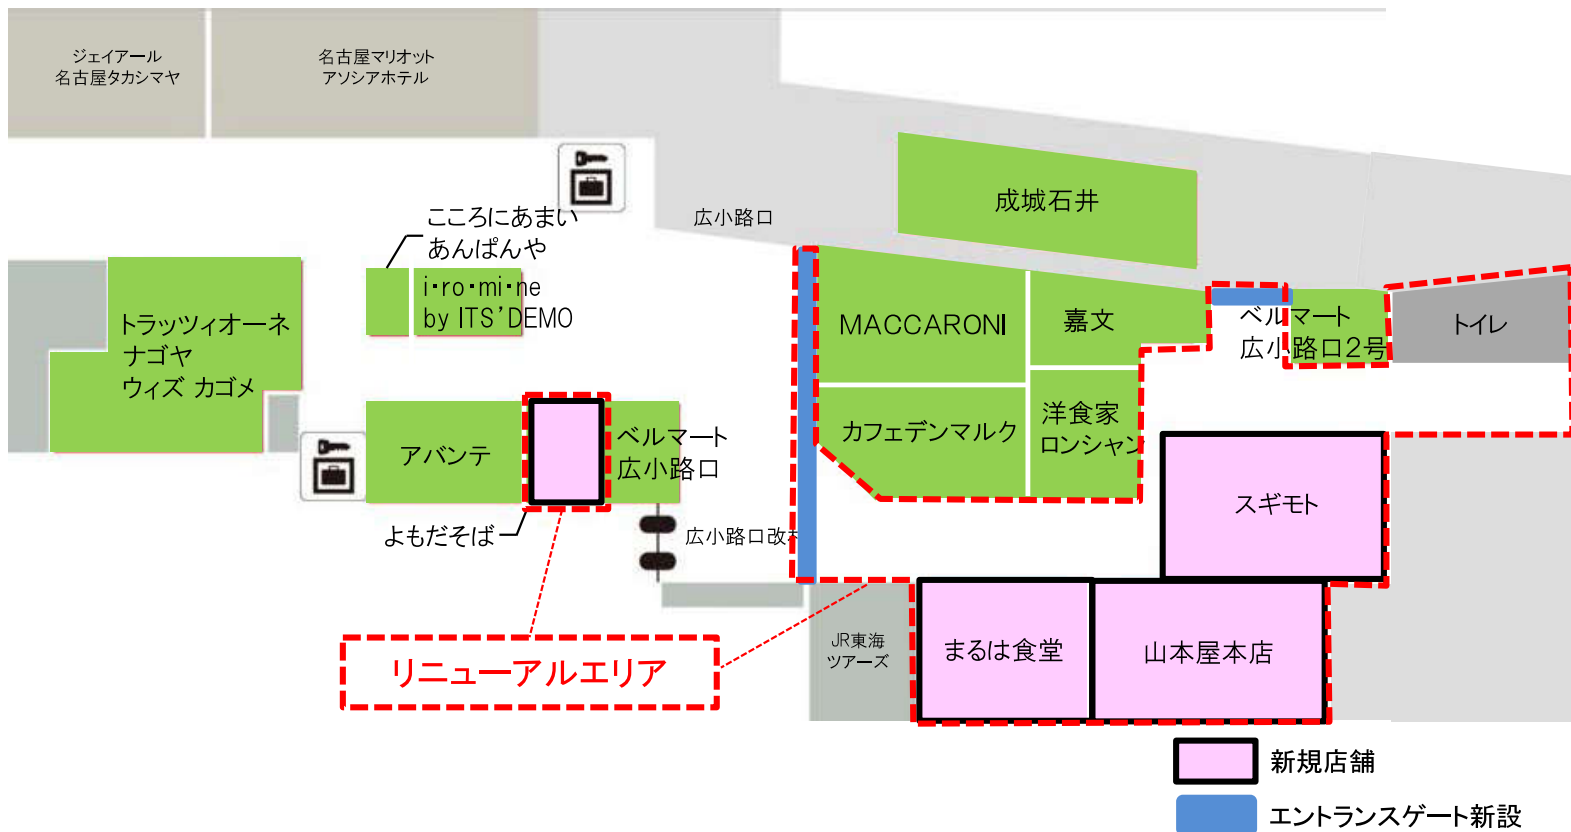 ジェイアール
名古屋タカシマヤ
名古屋マリオット
アソシアホテル
こころにあまい
あんぱんや
広小路口
成城石井
i・ro・mi・ne
by ITS'DEMO
トラッツィオーネ
ナゴヤ
ウィズ カゴメ
MACCARONI
嘉文
ベルマート
広小路口2号
トイレ
アバンテ
ベルマート
広小路口
カフェデンマルク
洋食家
ロンシャン
よもだそば
広小路口改札
スギモト
リニューアルエリア
JR東海
ツアーズ
まるは食堂
山本屋本店
新規店舗
エントランスゲート新設